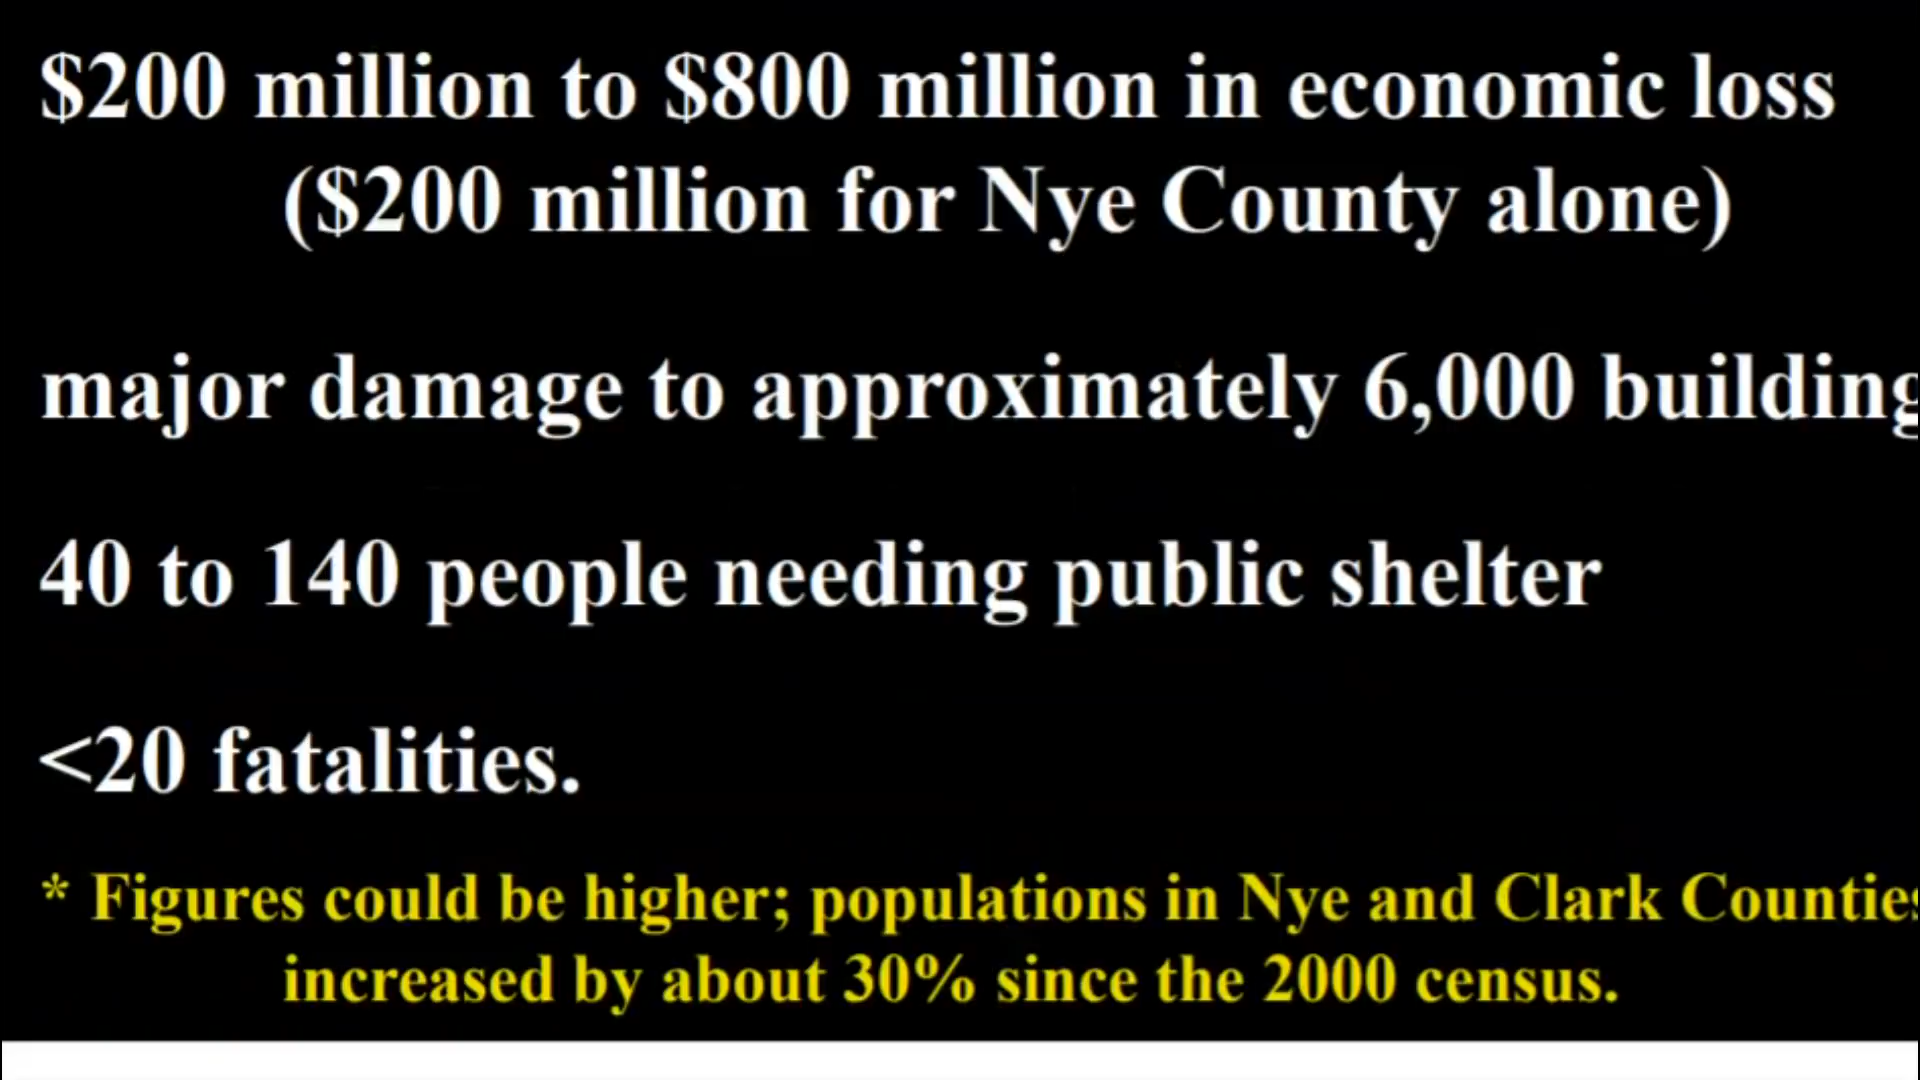 $200 million to $800 million in economic loss
($200 million for Nye County alone)
major damage to approximately 6,000 building
40 to 140 people needing public shelter
<20 fatalities.
* Figures could be higher; populations in Nye and Clark Counties
increased by about 30% since the 2000 census.